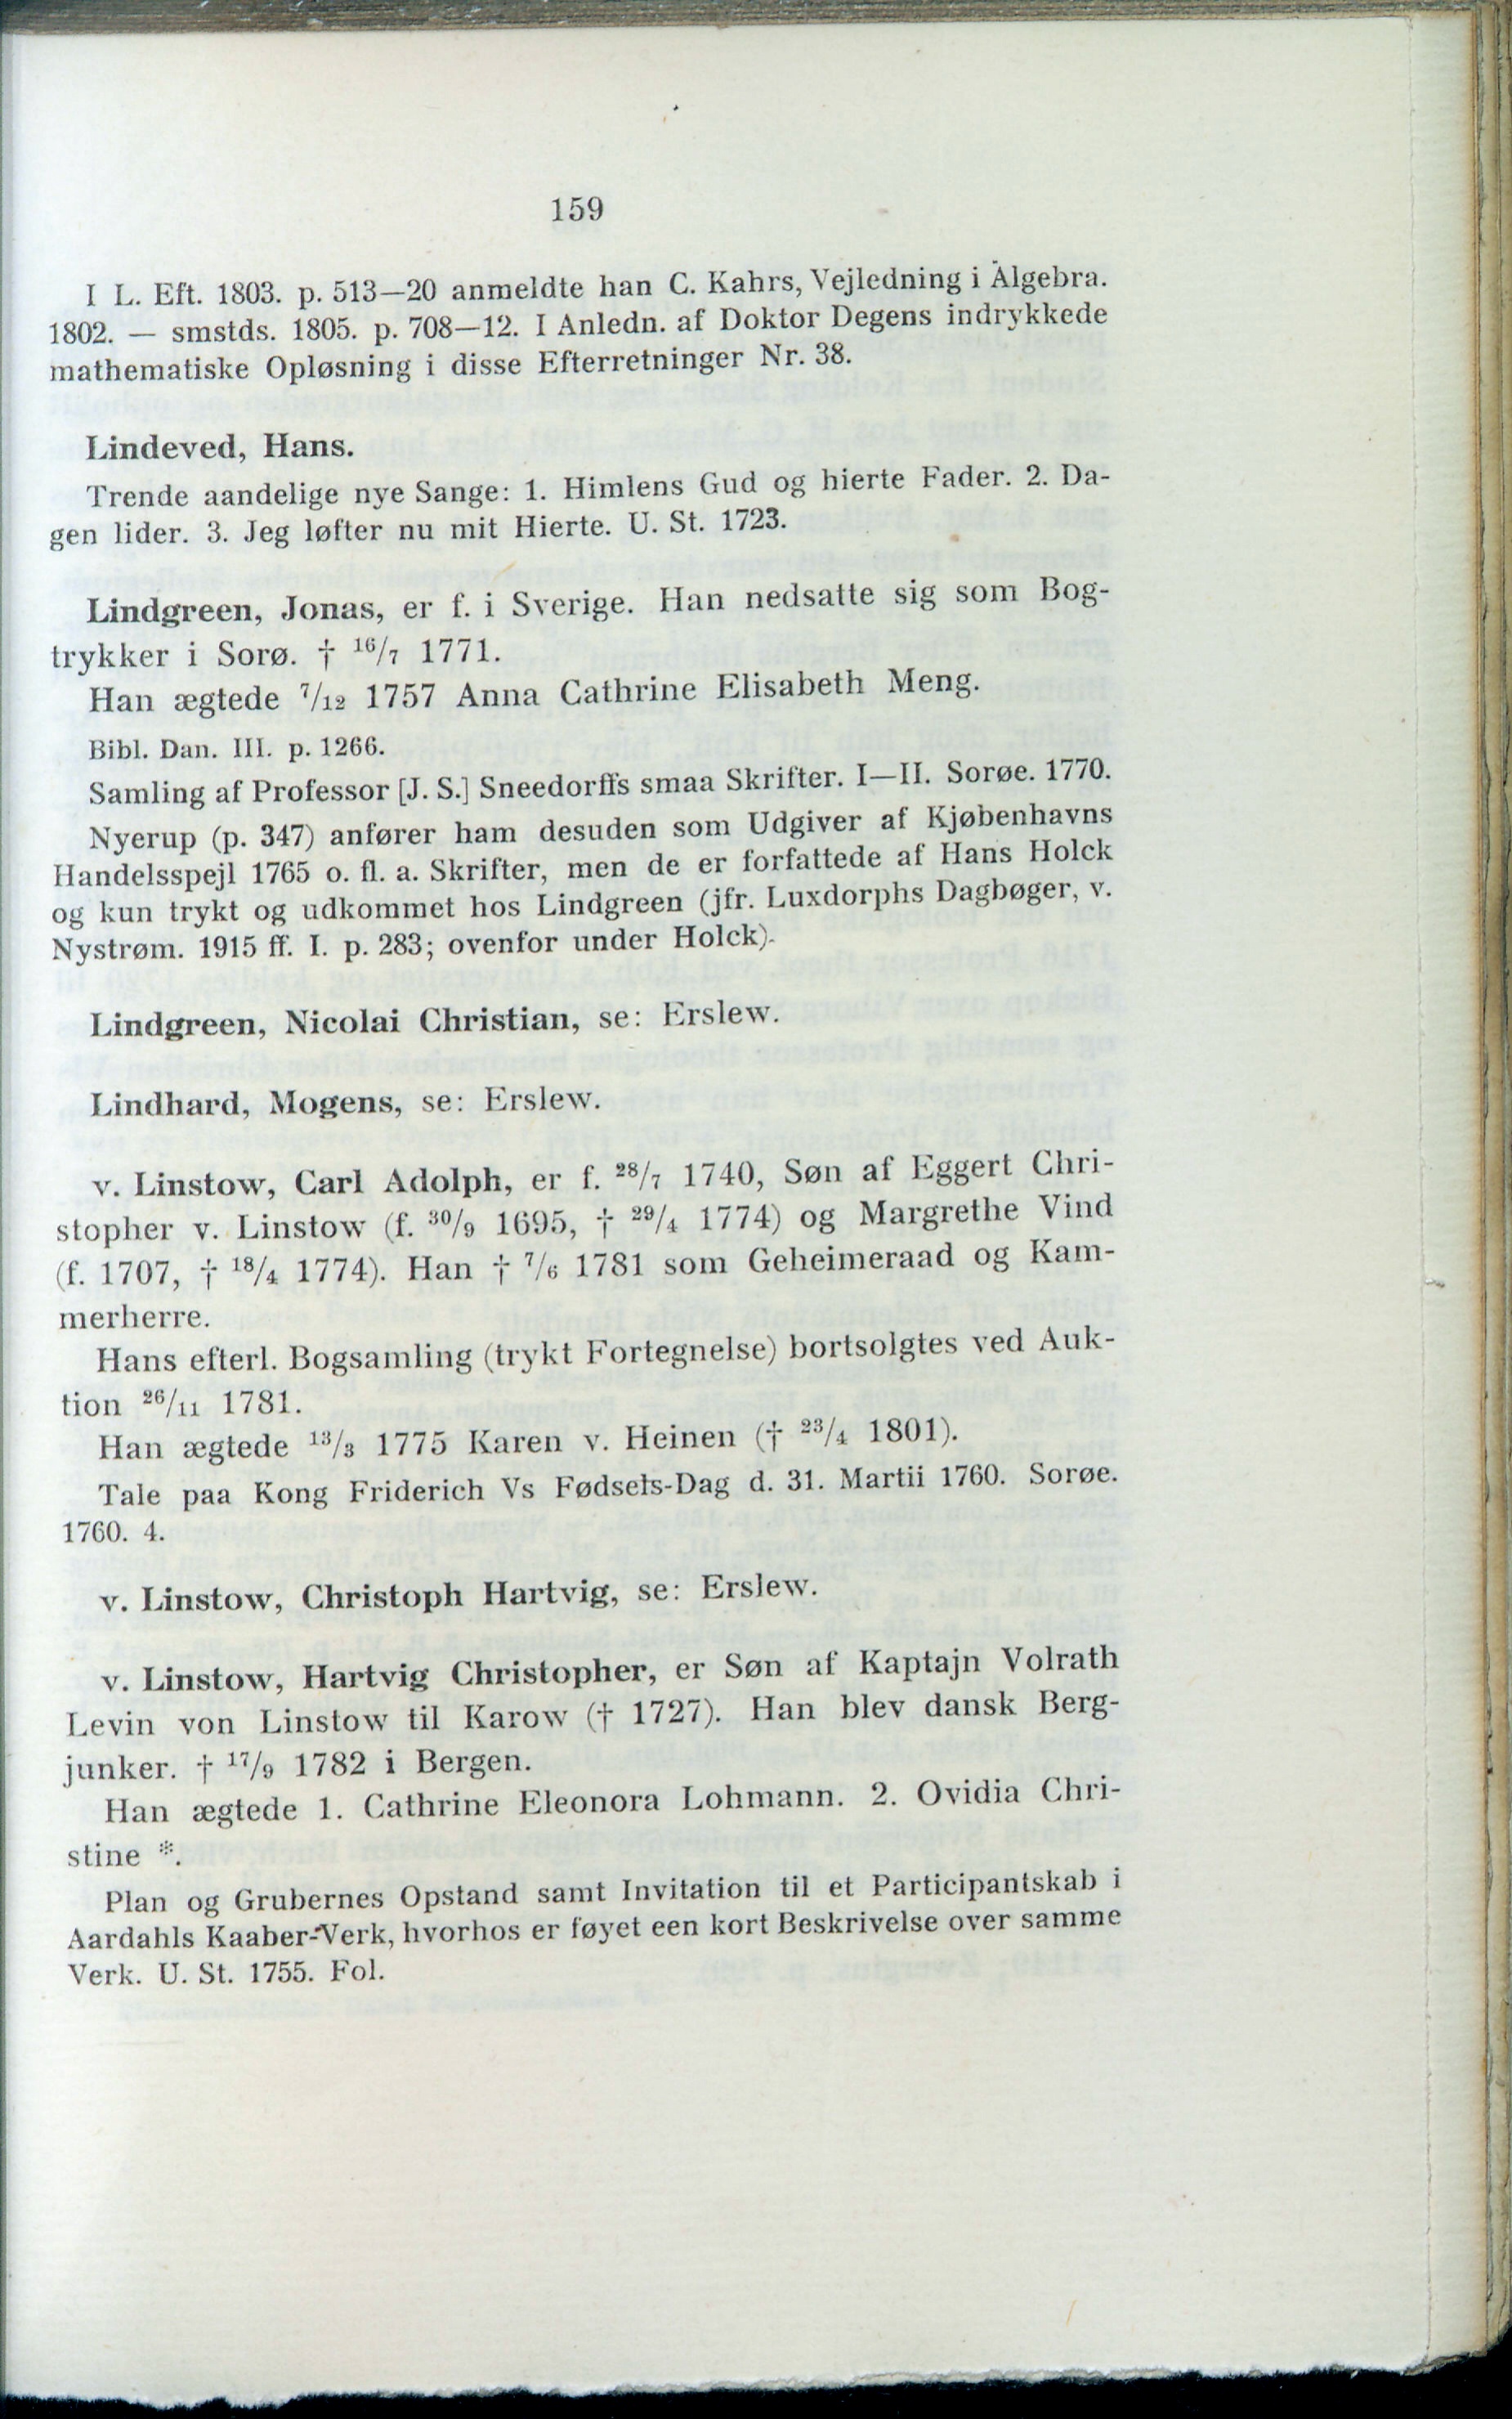 159
I L. Eft. 1803. p. 513—20 anmeldte han C. Kahrs, Vejledning i Algebra.
1802. — smstds. 1805. p. 708—12. I Anledn. af Doktor Degens indrykkede
mathematiske Opløsning i disse Efterretninger Nr. 38.
Lindeved, Hans.
Trende aandelige nye Sange: 1. Himlens Gud og hierte Fader. 2. Da-
gen lider. 3. Jeg løfter nu mit Hierte. U. St. 1723.
Lindgreen, Jonas, er f. i Sverige. Han nedsatte sig som Bog-
trykker i Sorø. † 16/7 1771.
Han ægtede 7/12 1757 Anna Cathrine Elisabeth Meng.
Bibl. Dan. III. p. 1266.
Samling af Professor [J. S.] Sneedorffs smaa Skrifter. I—II. Sorøe. 1770.
Nyerup (p. 347) anfører ham desuden som Udgiver af Kjøbenhavns
Handelsspejl 1765 o. fl. a. Skrifter, men de er forfattede af Hans Holck
og kun trykt og udkommet hos Lindgreen (jfr. Luxdorphs Dagbøger, v.
Nystrøm. 1915 ff. I. p. 283; ovenfor under Holck).
Lindgreen, Nicolai Christian, se: Erslew.
Lindhard, Mogens, se: Erslew.
v. Linstow, Carl Adolph, er f. 28/7 1740, Søn af Eggert Chri-
stopher v. Linstow (f. 30/9 1695, † 29/4 1774) og Margrethe Vind
(f. 1707, † 18/4 1774). Han † 7/6 1781 som Geheimeraad og Kam-
merherre.
Hans efterl. Bogsamling (trykt Fortegnelse) bortsolgtes ved Auk-
tion 26/11 1781.
Han ægtede 13/3 1775 Karen v. Heinen († 23/4 1801).
Tale paa Kong Friderich Vs Fødsels-Dag d. 31. Martii 1760. Sorøe.
1760. 4.
v. Linstow, Christoph Hartvig, se: Erslew.
v. Linstow, Hartvig Christopher, er Søn af Kaptajn Volrath
Levin von Linstow til Karow († 1727). Han blev dansk Berg-
junker. † 17/9 1782 i Bergen.
Han ægtede 1. Cathrine Eleonora Lohmann. 2. Ovidia Chri-
stine *.
Plan og Grubernes Opstand samt Invitation til et Participantskab i
Aardahls Kaaber-Verk, hvorhos er føyet een kort Beskrivelse over samme
Verk. U. St. 1755. Fol.